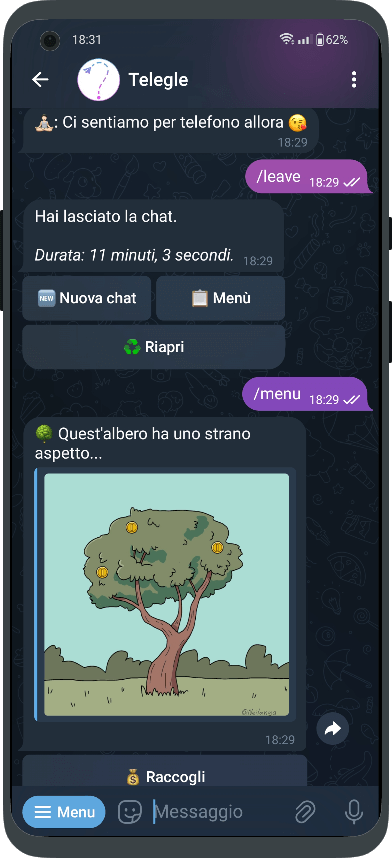 18:31
62%
Telegle
🧘🏻: Ci sentiamo per telefono allora 😘
18:29
/leave 18:29
Hai lasciato la chat.
Durata: 11 minuti, 3 secondi. 18:29
🆕 Nuova chat
📋 Menù
♻️ Riapri
/menu 18:29
🌳 Quest'albero ha uno strano
aspetto...
18:29
💰 Raccogli
Menu
Messaggio